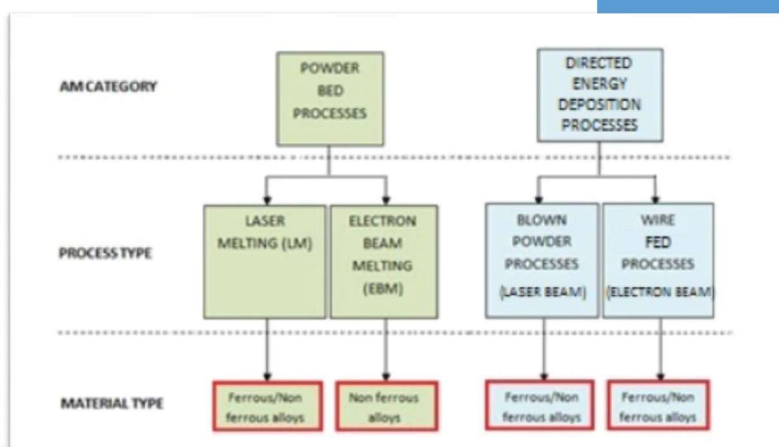 AM CATEGORY
POWDER
BED
PROCESSES
DIRECTED
ENERGY
DEPOSITION
PROCESSES
PROCESS TYPE
LASER
MELTING (LM)
ELECTRON
BEAM
MELTING
(EBM)
BLOWN
POWDER
PROCESSES
(LASER BEAM)
WIRE
FED
PROCESSES
(ELECTRON BEAM)
MATERIAL TYPE
Ferrous/Non
ferrous alloys
Non ferrous
alloys
Ferrous/Non
ferrous alloys
Ferrous/Non
ferrous alloys